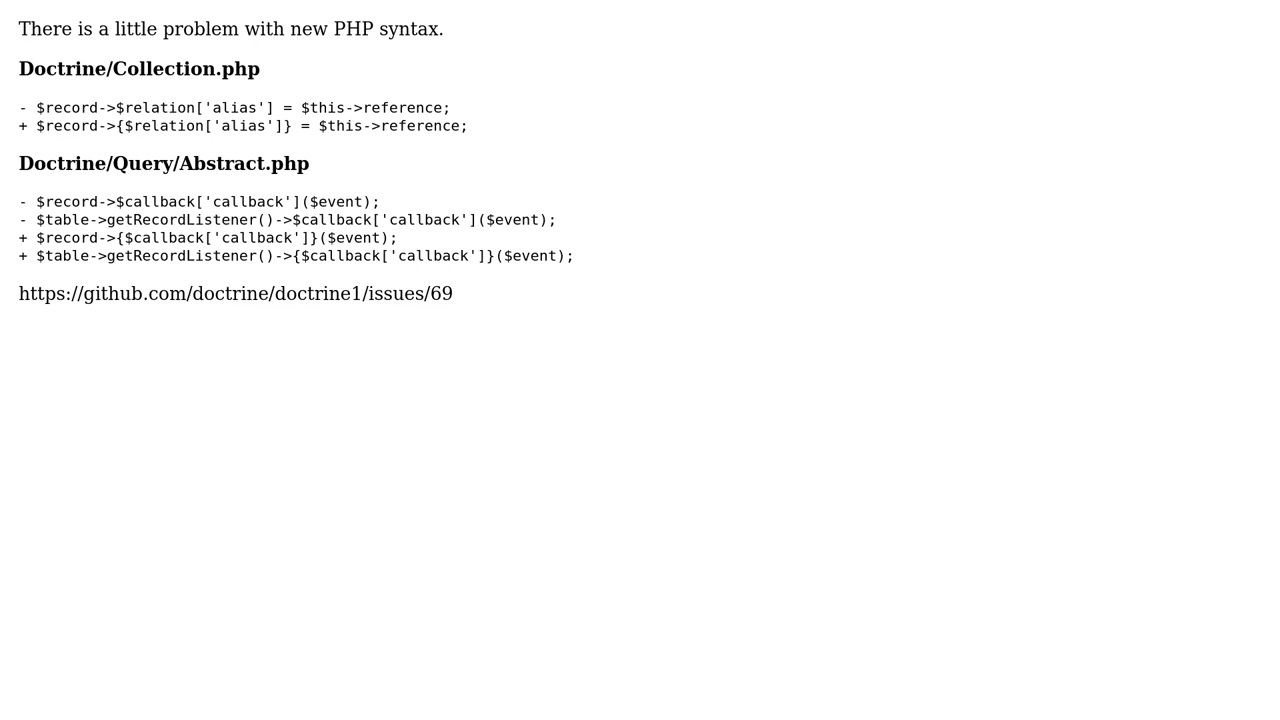 There is a little problem with new PHP syntax.
Doctrine/Collection.php
- $record->$relation['alias'] = $this->reference;
+ $record->{$relation['alias']} = $this->reference;
Doctrine/Query/Abstract.php
- $record->$callback['callback']($event);
- $table->getRecordListener()->$callback['callback']($event);
+ $record->{$callback['callback']}($event);
+ $table->getRecordListener()->{$callback['callback']}($event);
https://github.com/doctrine/doctrine1/issues/69